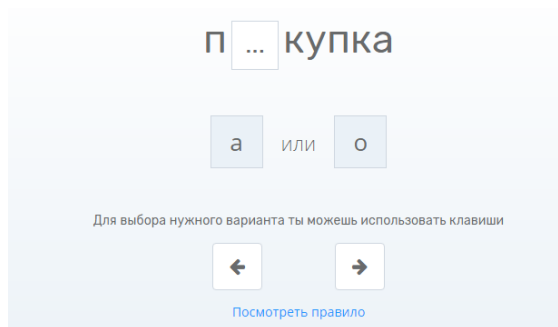 п ... купка
а или о
Для выбора нужного варианта ты можешь использовать клавиши
Посмотреть правило